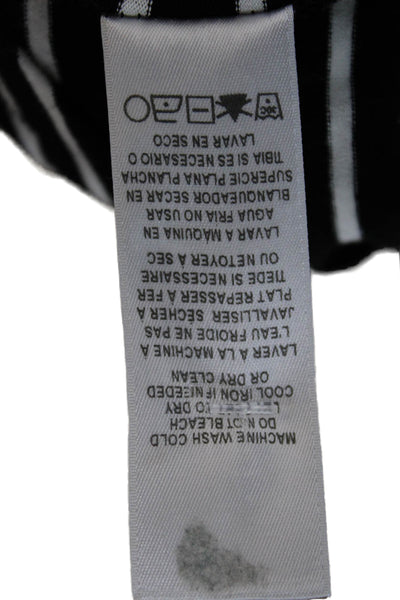 MACHINE WASH COLD
DO NOT BLEACH
TO DRY
COOL IRON IF NEEDED
OR DRY CLEAN
LAVER À LA MACHINE À
L'EAU FROIDE NE PAS
JAVALLISER SÉCHER À
PLAT REPASSER À FER
TIEDE SI NECESSAIRE
OU NETOYER À SEC
LAVAR A MAQUINA EN
AGUA FRIA NO USAR
BLANQUEADOR SECAR EN
SUPERCIE PLANA PLANCHA
TIBIA SI ES NECESARIO O
LAVAR EN SECO
30C